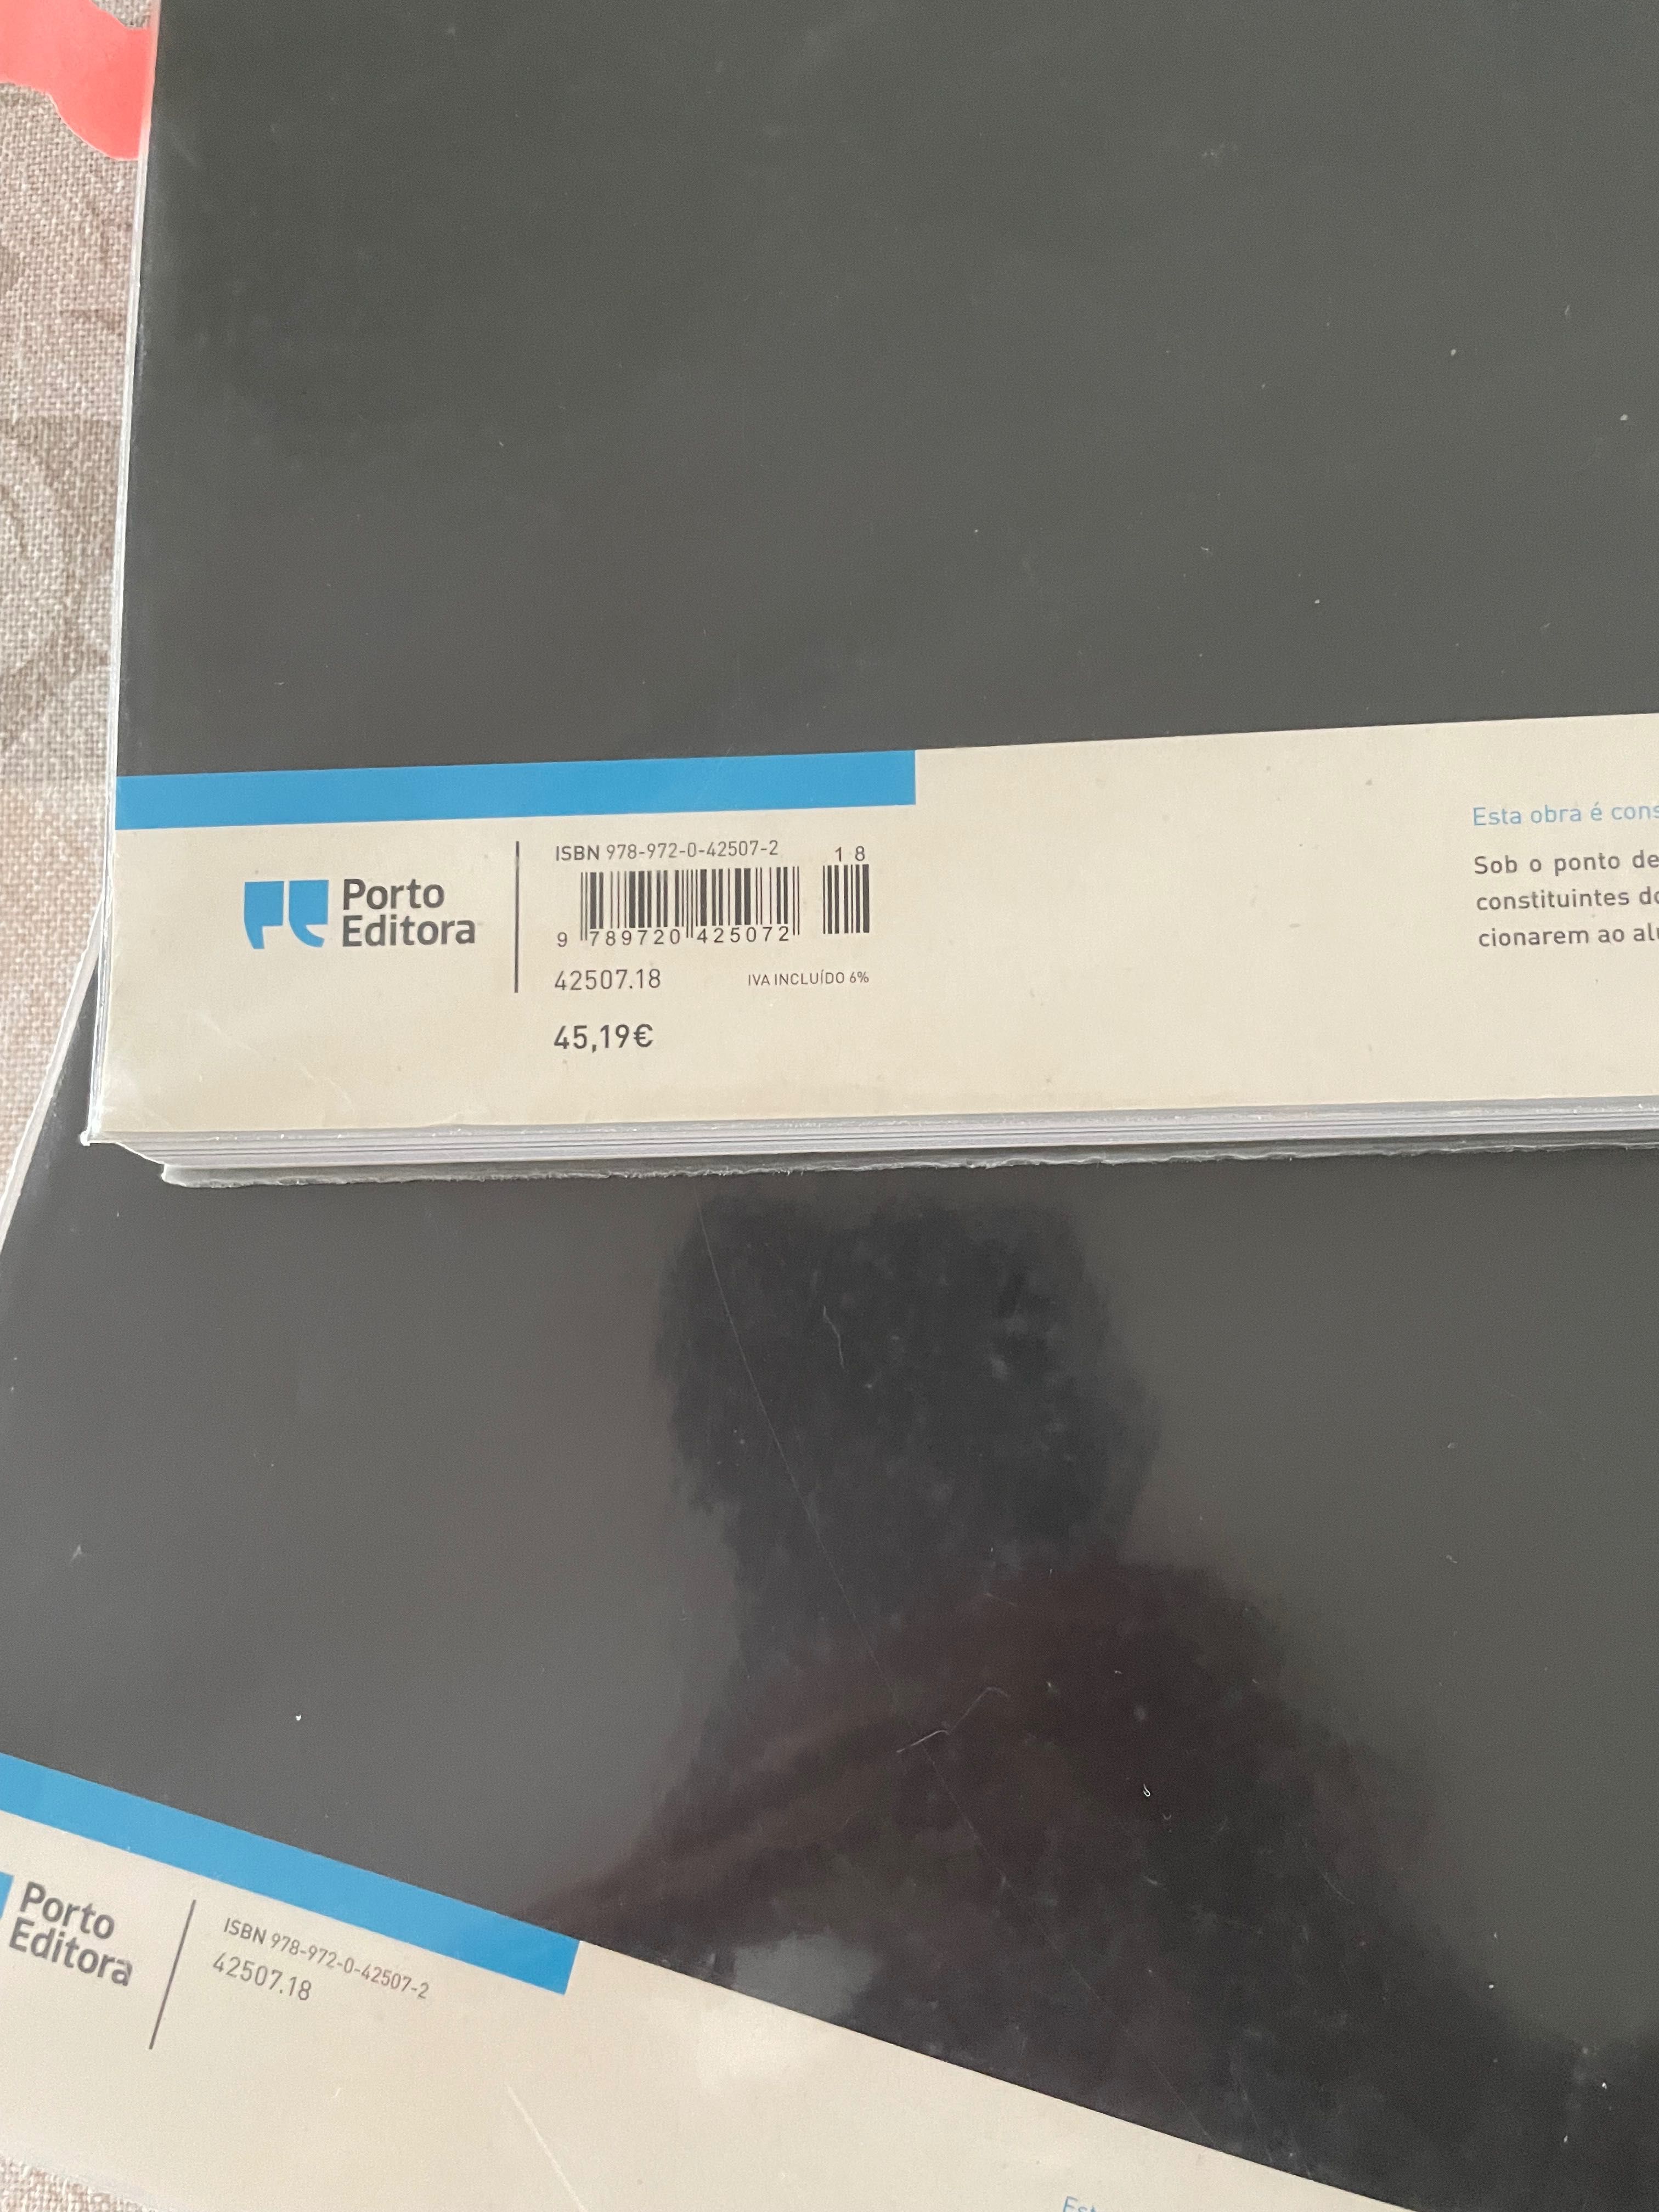 Esta obra é cons
Sob o ponto de
constituintes do
cionarem ao alu
Porto
Editora
ISBN 978-972-0-42507-2
18
9 789720 425072
42507.18
IVA INCLUÍDO 6%
45,19€
Porto
Editora
ISBN 978-972-0-42507-2
42507.18
Est